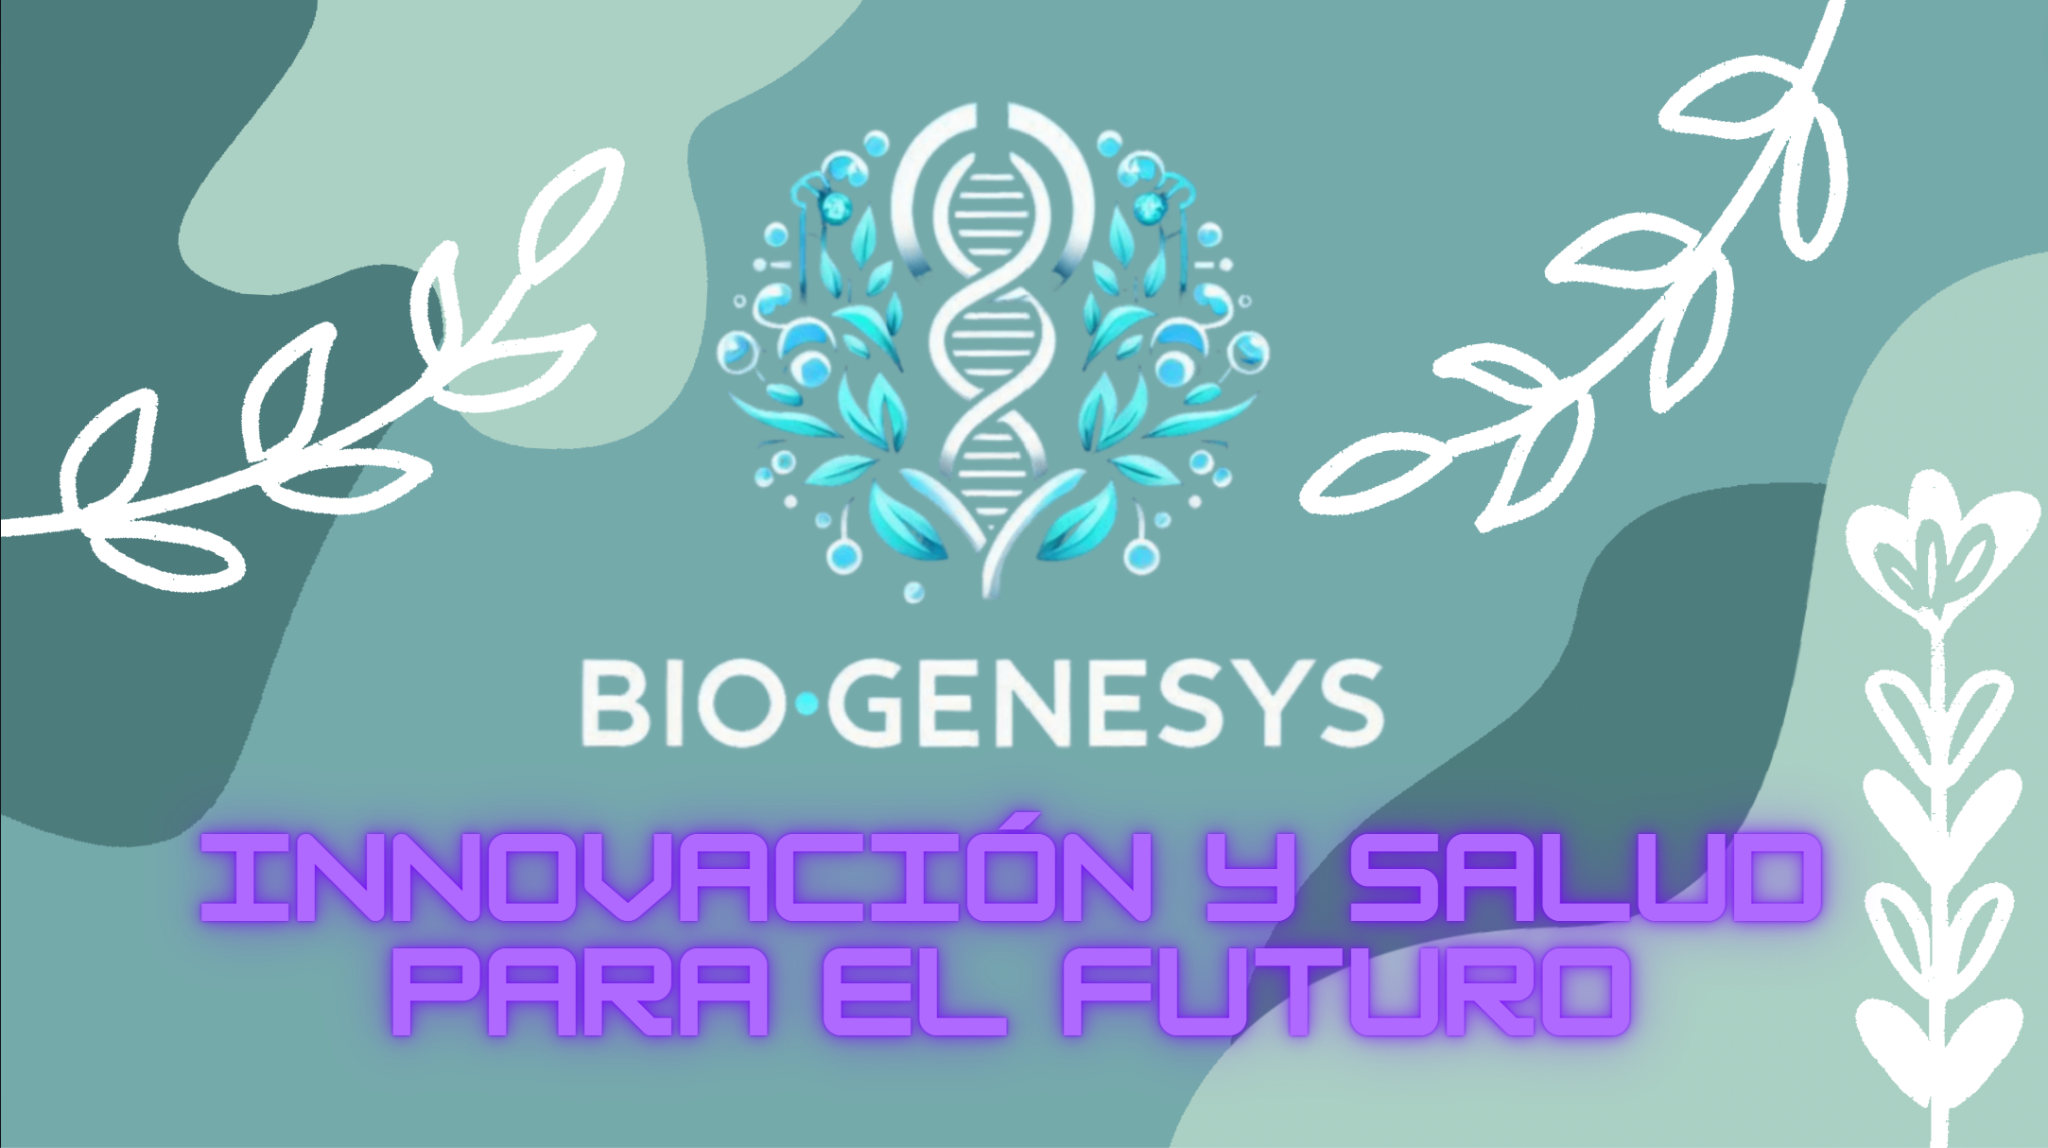 BIO•GENESYS
INNOVACIÓN Y SALUD
PARA EL FUTURO